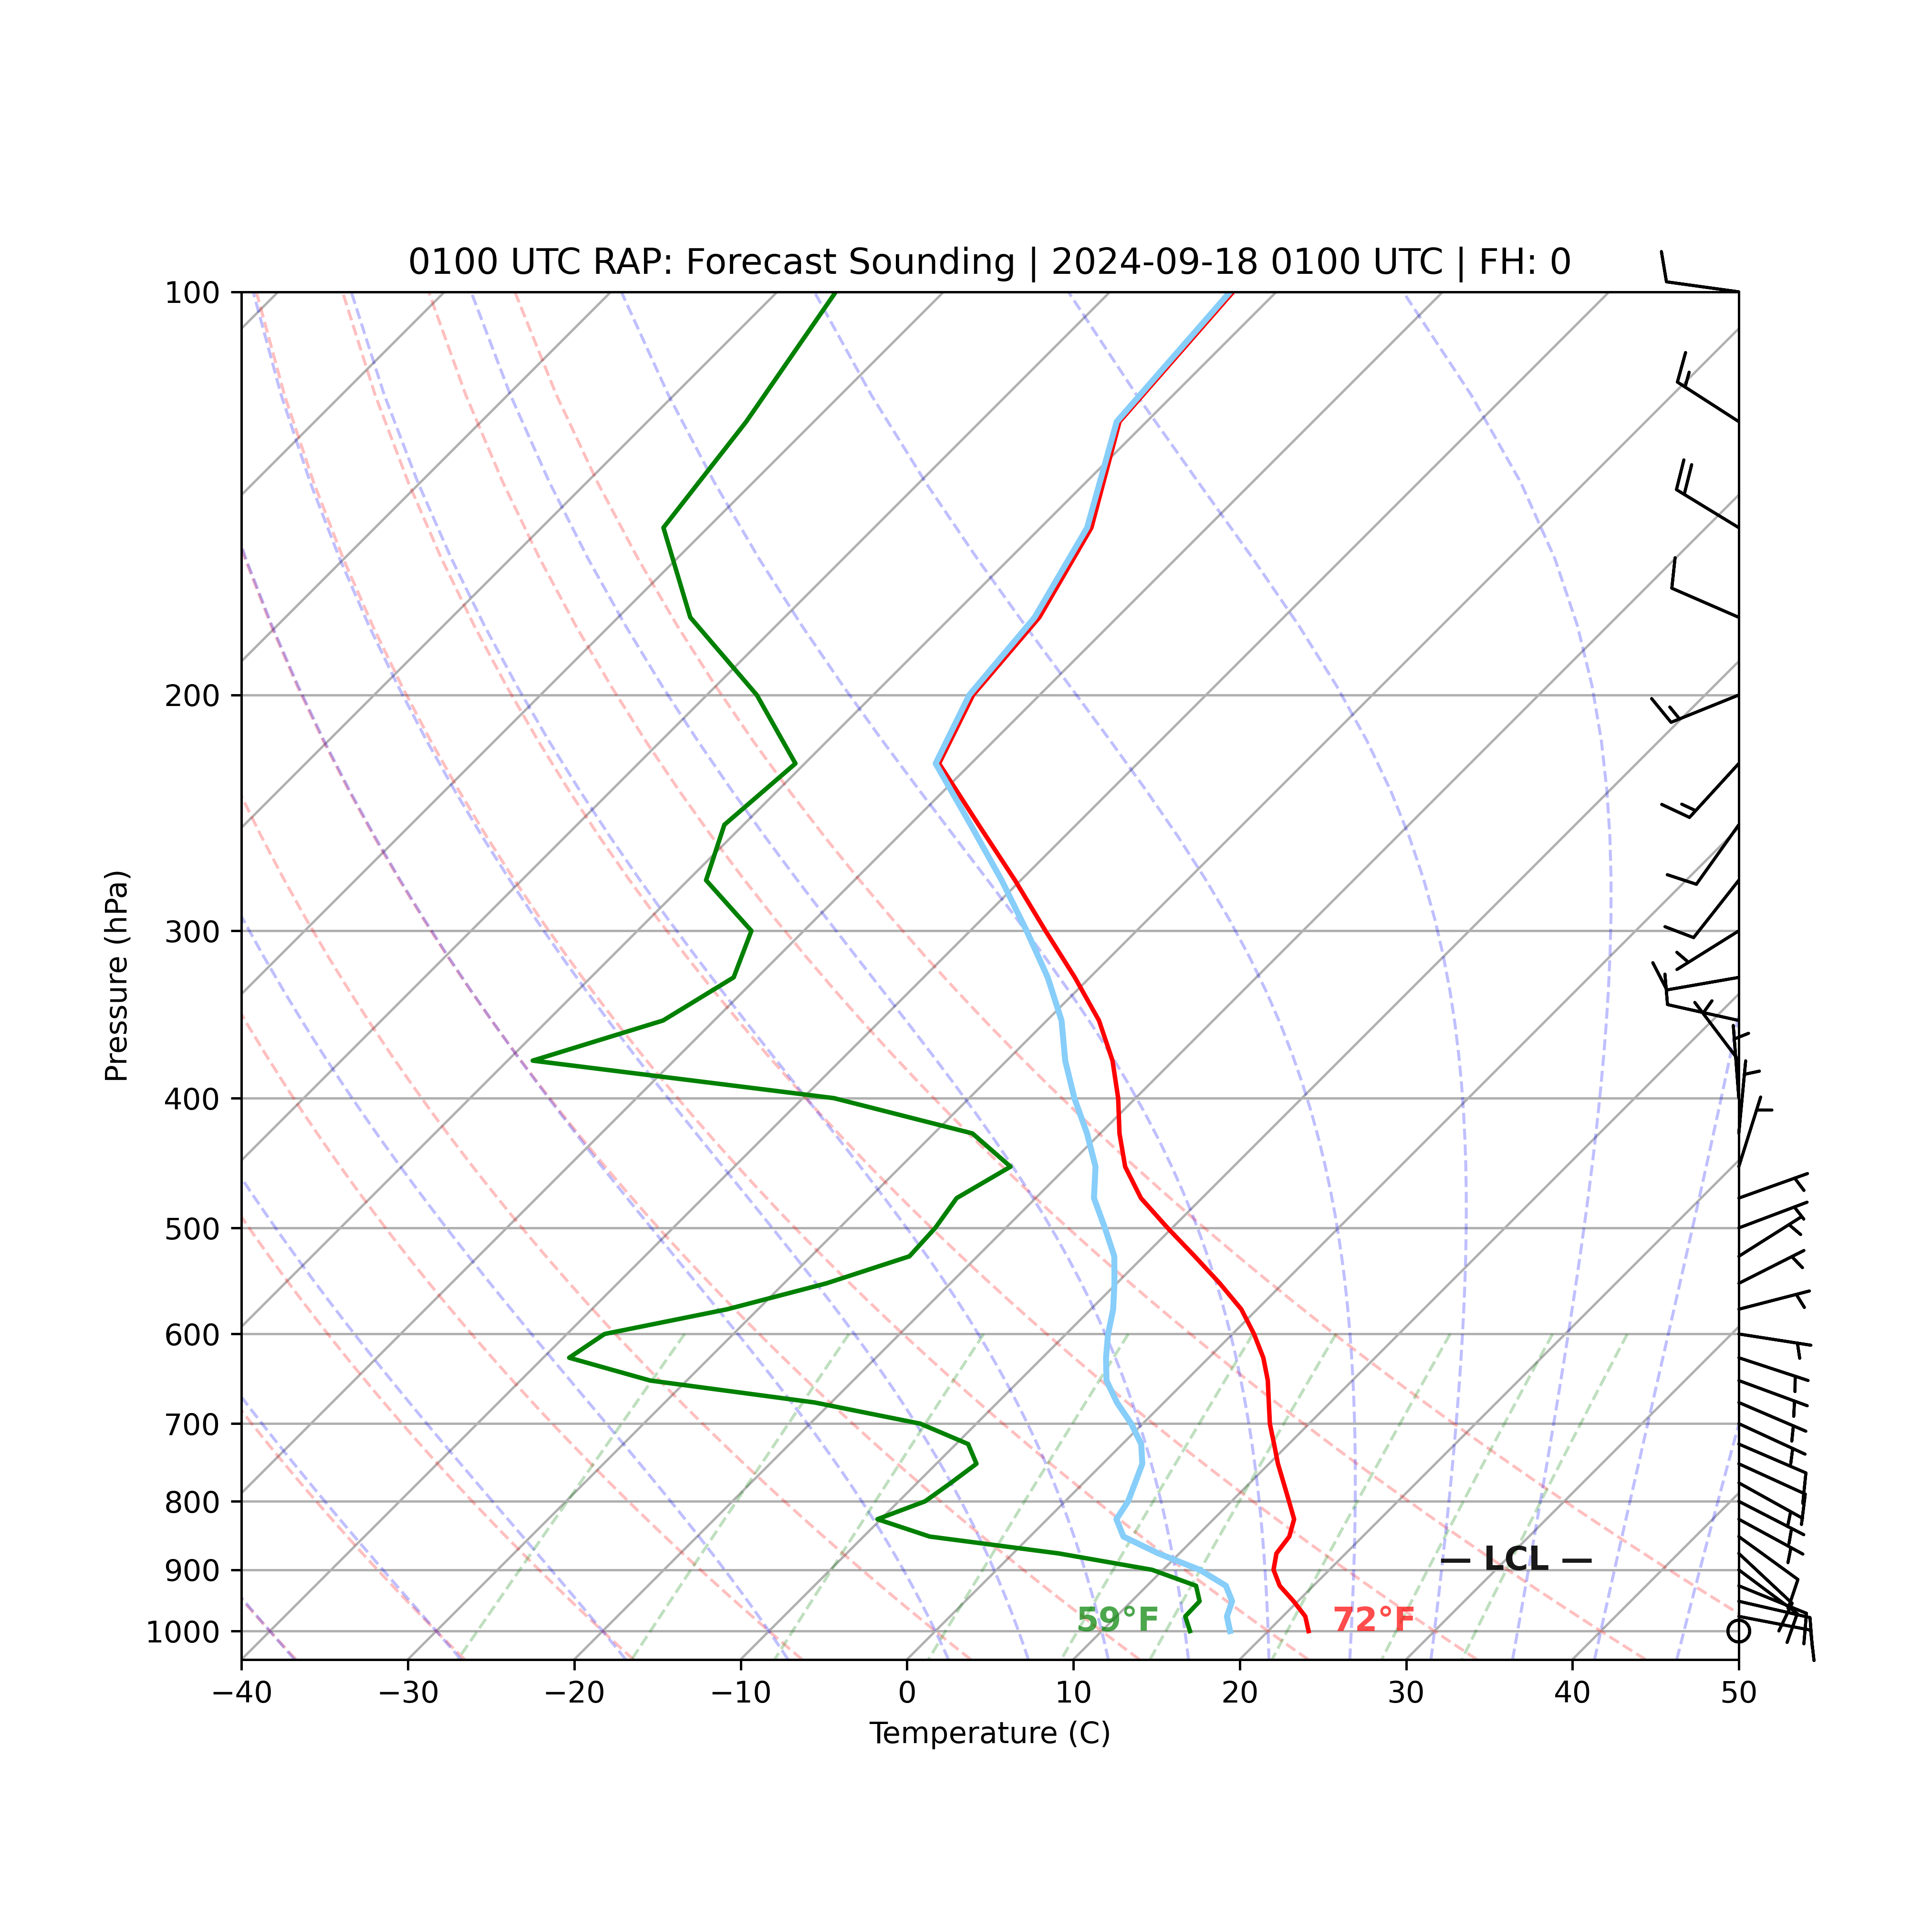 0100 UTC RAP: Forecast Sounding | 2024-09-18 0100 UTC | FH: 0
100
200
300
400
500
600
700
800
900
1000
Pressure (hPa)
— LCL —
59°F
72°F
−40 −30 −20 −10 0 10 20 30 40 50
Temperature (C)